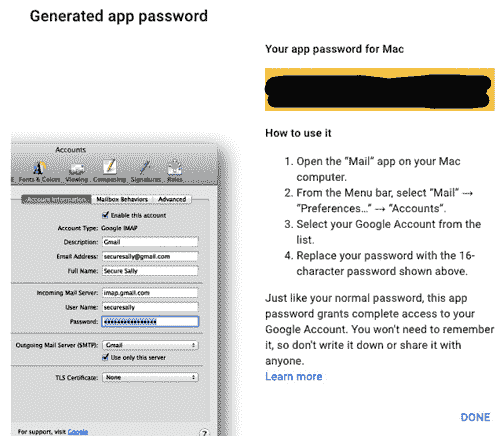 Generated app password
Your app password for Mac
How to use it
1. Open the “Mail” app on your Mac
computer.
2. From the Menu bar, select “Mail” →
“Preferences...” → “Accounts”.
3. Select your Google Account from the
list.
4. Replace your password with the 16-
character password shown above.
Just like your normal password, this app
password grants complete access to your
Google Account. You won't need to remember
it, so don't write it down or share it with
anyone.
Learn more
DONE
Accounts
Fonts & Colors Viewing Composing Signatures Rules
Account Information Mailbox Behaviors Advanced
Enable this account
Account Type: Google IMAP
Description: Gmail
Email Address: securesally@gmail.com
Full Name: Secure Sally
Incoming Mail Server: imap.gmail.com
User Name: securesally
Password:
Outgoing Mail Server (SMTP): Gmail
Use only this server
TLS Certificate: None
For support, visit Google
?